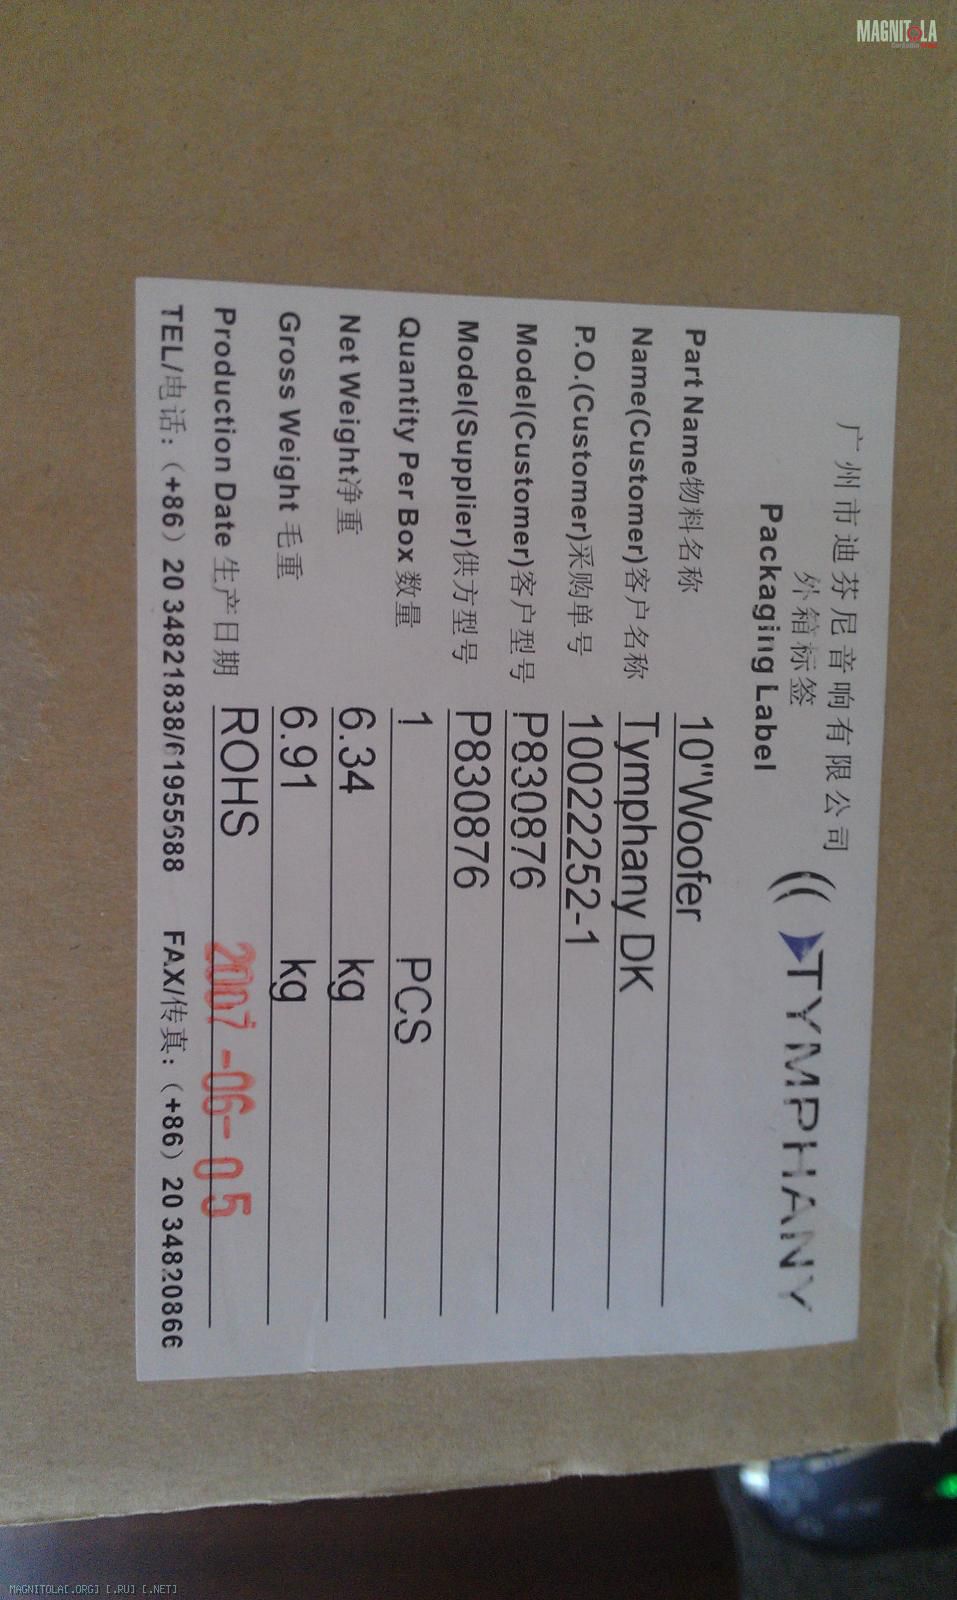 MAGNITOLA
广州市迪芬尼音响有限公司
外箱标签
Packaging Label
TYMPHANY
Part Name物料名称 10"Woofer
Name(Customer)客户名称 Tymphany DK
P.O.(Customer)采购单号 10022252-1
Model(Customer)客户型号 P830876
Model(Supplier)供方型号 P830876
Quantity Per Box 数量 1 PCS
Net Weight净重 6.34 kg
Gross Weight 毛重 6.91 kg
Production Date 生产日期 ROHS 2007-06-05
TEL/电话: (+86) 20 34821838/61955688 FAX/传真: (+86) 20 34820866
MAGNITOLA[.ORG] [.RU] [.NET]